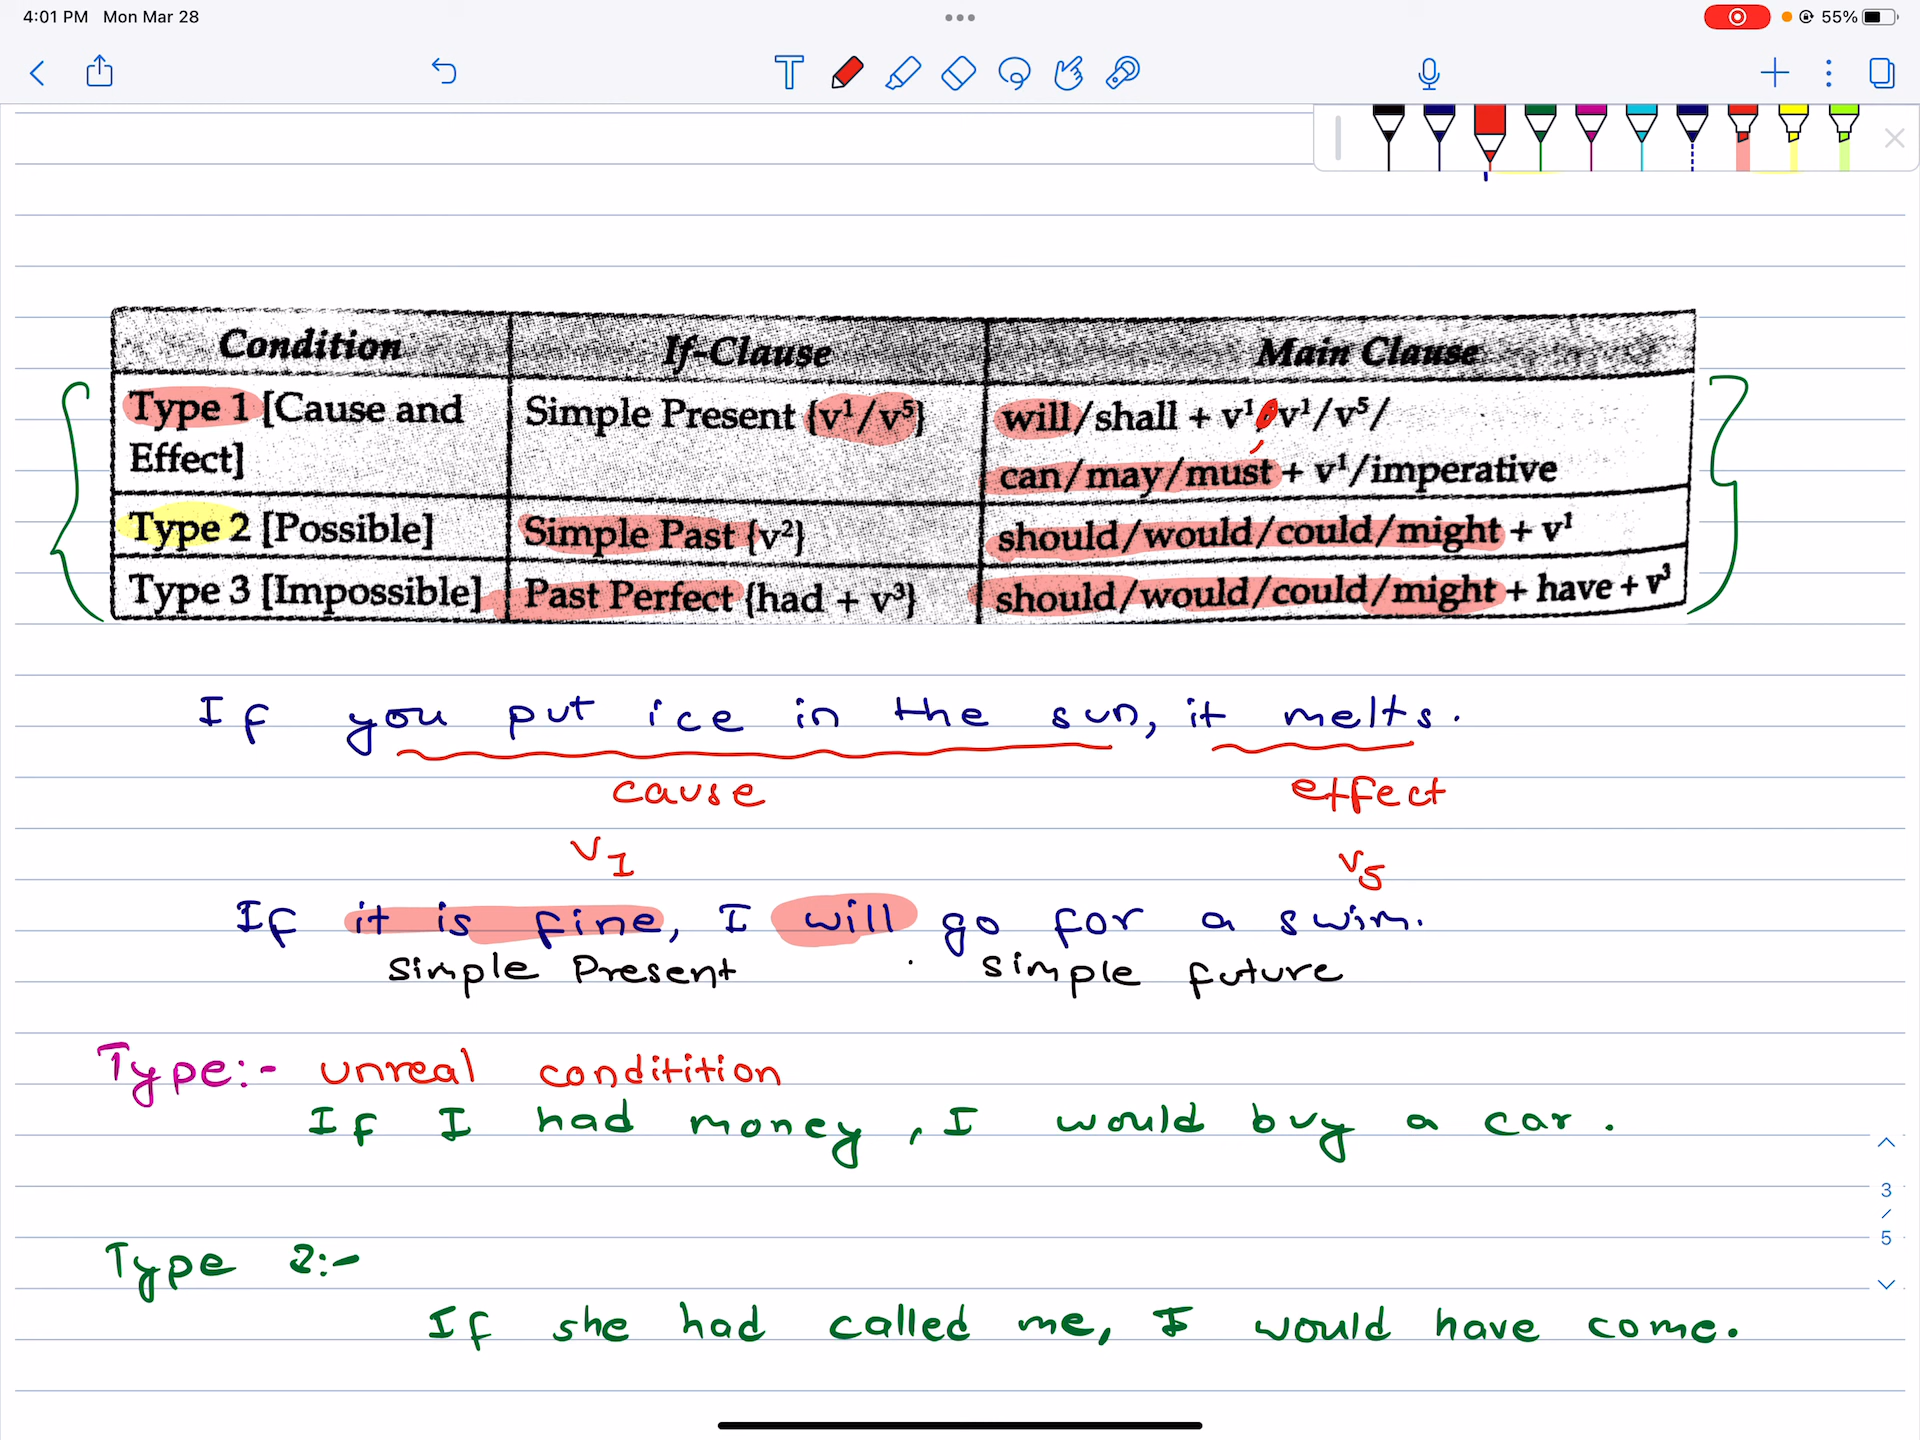 4:01 PM Mon Mar 28
55%
Condition If-Clause Main Clause
Type 1 [Cause and Effect] Simple Present {v¹/v⁵} will/shall + v¹, v¹/v⁵/
can/may/must + v¹/imperative
Type 2 [Possible] Simple Past {v²} should/would/could/might + v¹
Type 3 [Impossible] Past Perfect {had + v³} should/would/could/might + have + v³
If you put ice in the sun, it melts.
cause effect
V1 V5
If it is fine, I will go for a swim.
Simple Present simple future
Type:- unreal conditition
If I had money, I would buy a car.
3
/
5
Type 2:-
If she had called me, I would have come.